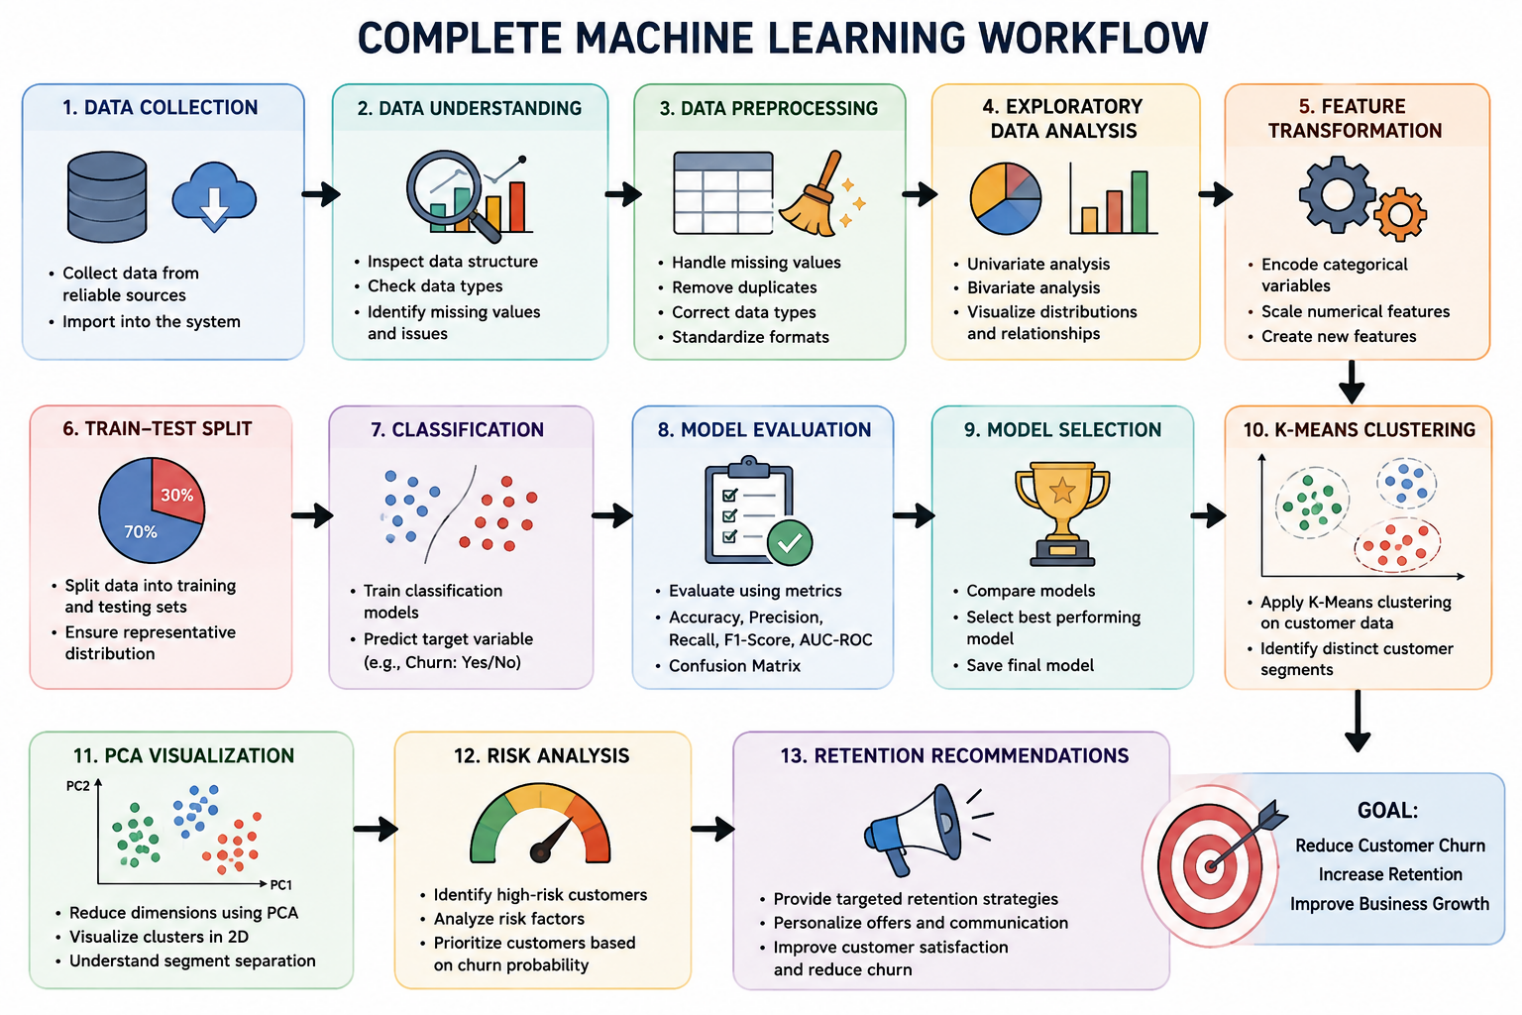 COMPLETE MACHINE LEARNING WORKFLOW
1. DATA COLLECTION
• Collect data from
reliable sources
• Import into the system
2. DATA UNDERSTANDING
• Inspect data structure
• Check data types
• Identify missing values
and issues
3. DATA PREPROCESSING
• Handle missing values
• Remove duplicates
• Correct data types
• Standardize formats
4. EXPLORATORY
DATA ANALYSIS
• Univariate analysis
• Bivariate analysis
• Visualize distributions
and relationships
5. FEATURE
TRANSFORMATION
• Encode categorical
variables
• Scale numerical features
• Create new features
6. TRAIN–TEST SPLIT
30%
70%
• Split data into training
and testing sets
• Ensure representative
distribution
7. CLASSIFICATION
• Train classification
models
• Predict target variable
(e.g., Churn: Yes/No)
8. MODEL EVALUATION
• Evaluate using metrics
• Accuracy, Precision,
Recall, F1-Score, AUC-ROC
• Confusion Matrix
9. MODEL SELECTION
• Compare models
• Select best performing
model
• Save final model
10. K-MEANS CLUSTERING
• Apply K-Means clustering
on customer data
• Identify distinct customer
segments
11. PCA VISUALIZATION
PC2
PC1
• Reduce dimensions using PCA
• Visualize clusters in 2D
• Understand segment separation
12. RISK ANALYSIS
• Identify high-risk customers
• Analyze risk factors
• Prioritize customers based
on churn probability
13. RETENTION RECOMMENDATIONS
• Provide targeted retention strategies
• Personalize offers and communication
• Improve customer satisfaction
and reduce churn
GOAL:
Reduce Customer Churn
Increase Retention
Improve Business Growth